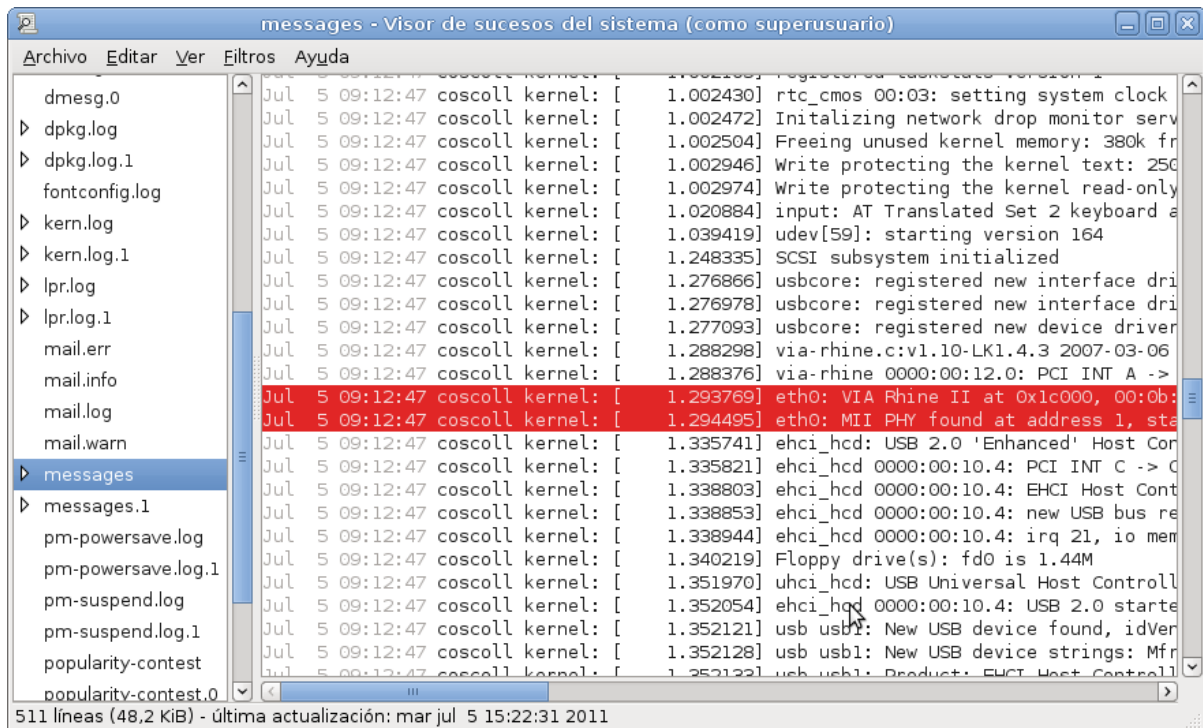 messages - Visor de sucesos del sistema (como superusuario)
Archivo Editar Ver Filtros Ayuda
dmesg.0
dpkg.log
dpkg.log.1
fontconfig.log
kern.log
kern.log.1
lpr.log
lpr.log.1
mail.err
mail.info
mail.log
mail.warn
messages
messages.1
pm-powersave.log
pm-powersave.log.1
pm-suspend.log
pm-suspend.log.1
popularity-contest
popularity-contest.0
Jul 5 09:12:47 coscoll kernel: [ 1.002430] rtc_cmos 00:03: setting system clock
Jul 5 09:12:47 coscoll kernel: [ 1.002472] Initalizing network drop monitor serv
Jul 5 09:12:47 coscoll kernel: [ 1.002504] Freeing unused kernel memory: 380k fr
Jul 5 09:12:47 coscoll kernel: [ 1.002946] Write protecting the kernel text: 250
Jul 5 09:12:47 coscoll kernel: [ 1.002974] Write protecting the kernel read-only
Jul 5 09:12:47 coscoll kernel: [ 1.020884] input: AT Translated Set 2 keyboard a
Jul 5 09:12:47 coscoll kernel: [ 1.039419] udev[59]: starting version 164
Jul 5 09:12:47 coscoll kernel: [ 1.248335] SCSI subsystem initialized
Jul 5 09:12:47 coscoll kernel: [ 1.276866] usbcore: registered new interface dri
Jul 5 09:12:47 coscoll kernel: [ 1.276978] usbcore: registered new interface dri
Jul 5 09:12:47 coscoll kernel: [ 1.277093] usbcore: registered new device driver
Jul 5 09:12:47 coscoll kernel: [ 1.288298] via-rhine.c:v1.10-LK1.4.3 2007-03-06
Jul 5 09:12:47 coscoll kernel: [ 1.288376] via-rhine 0000:00:12.0: PCI INT A ->
Jul 5 09:12:47 coscoll kernel: [ 1.293769] eth0: VIA Rhine II at 0x1c000, 00:0b:
Jul 5 09:12:47 coscoll kernel: [ 1.294495] eth0: MII PHY found at address 1, sta
Jul 5 09:12:47 coscoll kernel: [ 1.335741] ehci_hcd: USB 2.0 'Enhanced' Host Con
Jul 5 09:12:47 coscoll kernel: [ 1.335821] ehci_hcd 0000:00:10.4: PCI INT C -> G
Jul 5 09:12:47 coscoll kernel: [ 1.338803] ehci_hcd 0000:00:10.4: EHCI Host Cont
Jul 5 09:12:47 coscoll kernel: [ 1.338853] ehci_hcd 0000:00:10.4: new USB bus re
Jul 5 09:12:47 coscoll kernel: [ 1.338944] ehci_hcd 0000:00:10.4: irq 21, io mem
Jul 5 09:12:47 coscoll kernel: [ 1.340219] Floppy drive(s): fd0 is 1.44M
Jul 5 09:12:47 coscoll kernel: [ 1.351970] uhci_hcd: USB Universal Host Controll
Jul 5 09:12:47 coscoll kernel: [ 1.352054] ehci_hcd 0000:00:10.4: USB 2.0 starte
Jul 5 09:12:47 coscoll kernel: [ 1.352121] usb usb1: New USB device found, idVen
Jul 5 09:12:47 coscoll kernel: [ 1.352128] usb usb1: New USB device strings: Mfr
Jul 5 09:12:47 coscoll kernel: [ 1.352133] usb usb1: Product: EHCI Host Controll
511 líneas (48,2 KiB) - última actualización: mar jul 5 15:22:31 2011